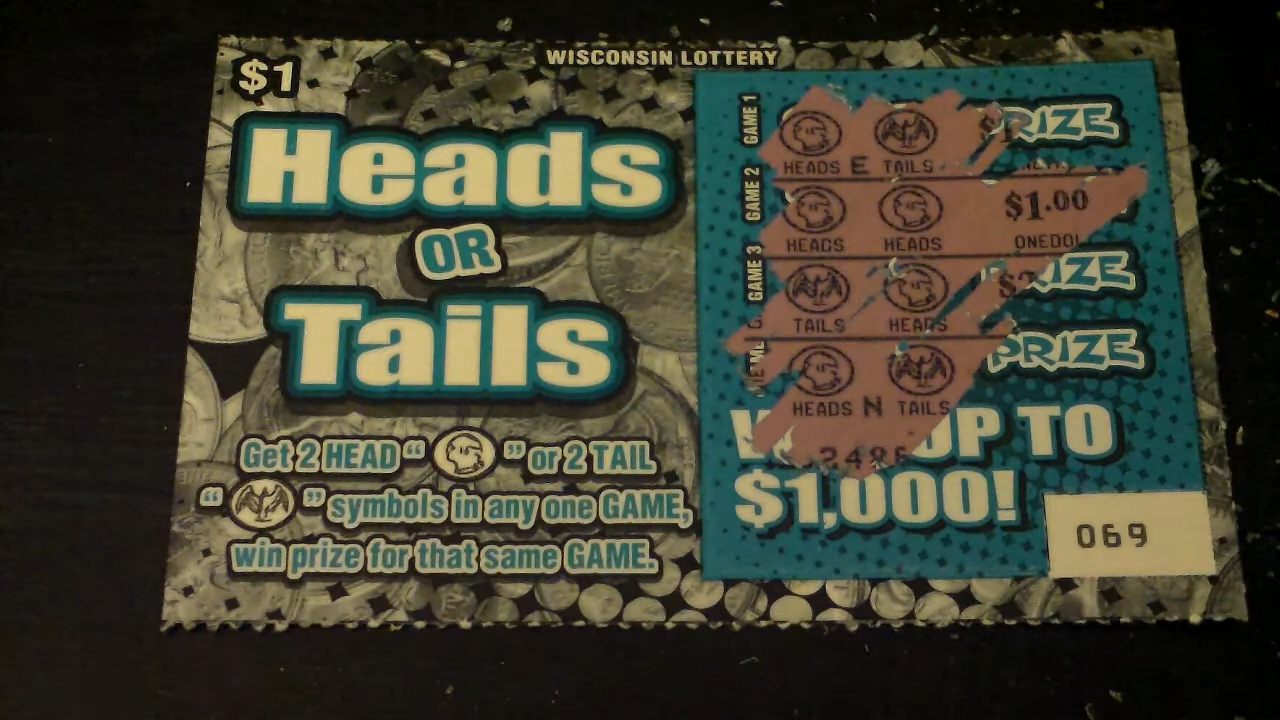 WISCONSIN LOTTERY
$1
Heads
OR
Tails
Get 2 HEAD “ ” or 2 TAIL
“ ” symbols in any one GAME,
win prize for that same GAME.
GAME 1
HEADS E TAILS
PRIZE
GAME 2
HEADS HEADS
$1.00
ONEDOL
GAME 3
TAILS HEADS
PRIZE
HEADS N TAILS
PRIZE
UP TO
$1,000!
069